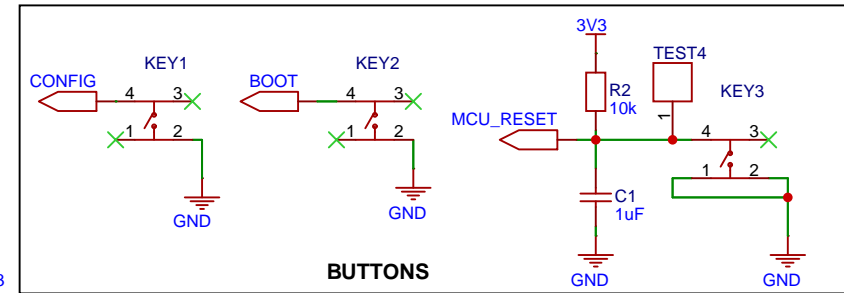 3V3
TEST4
KEY1
KEY2
KEY3
CONFIG
4
3
BOOT
4
3
R2
10k
MCU_RESET
1
4
3
1
2
1
2
1
2
C1
1uF
GND
GND
GND
GND
BUTTONS
3